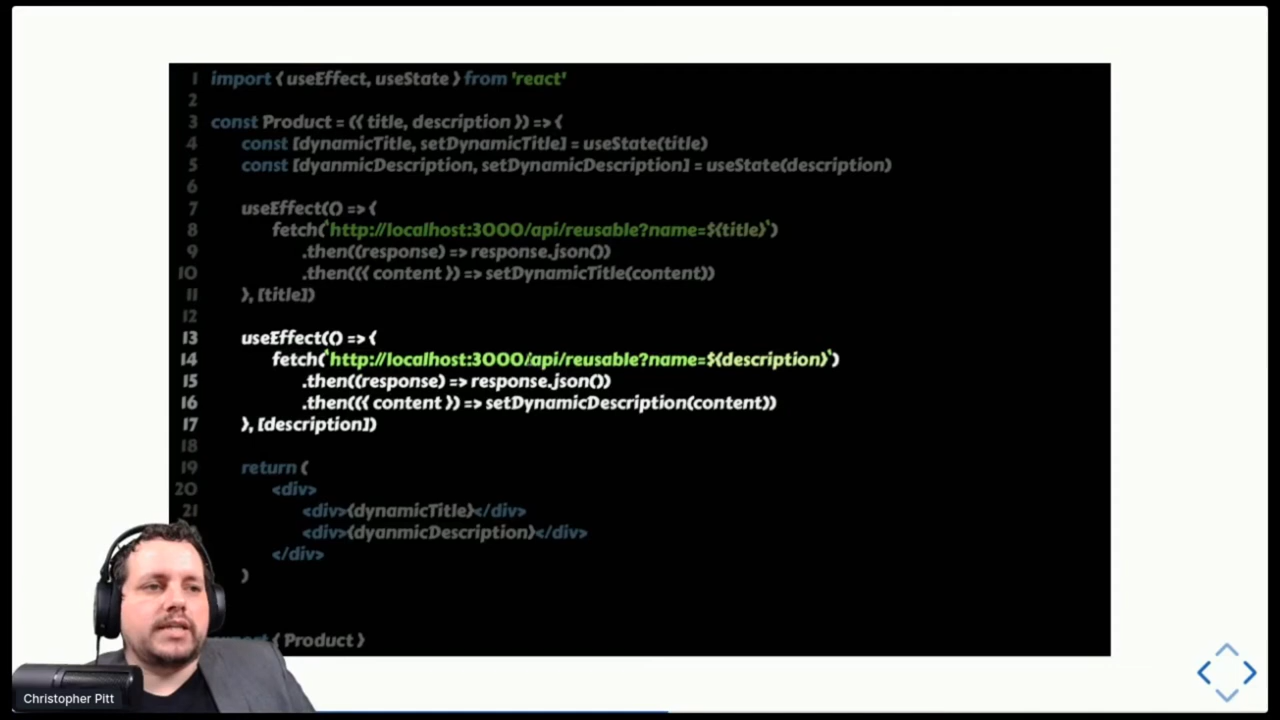 1 import { useEffect, useState } from 'react'
2
3 const Product = ({ title, description }) => {
4 const [dynamicTitle, setDynamicTitle] = useState(title)
5 const [dyanmicDescription, setDynamicDescription] = useState(description)
6
7 useEffect(() => {
8 fetch(`http://localhost:3000/api/reusable?name=${title}`)
9 .then((response) => response.json())
10 .then(({ content }) => setDynamicTitle(content))
11 }, [title])
12
13 useEffect(() => {
14 fetch(`http://localhost:3000/api/reusable?name=${description}`)
15 .then((response) => response.json())
16 .then(({ content }) => setDynamicDescription(content))
17 }, [description])
18
19 return (
20 <div>
21 <div>{dynamicTitle}</div>
<div>{dyanmicDescription}</div>
</div>
)
{ Product }
Christopher Pitt